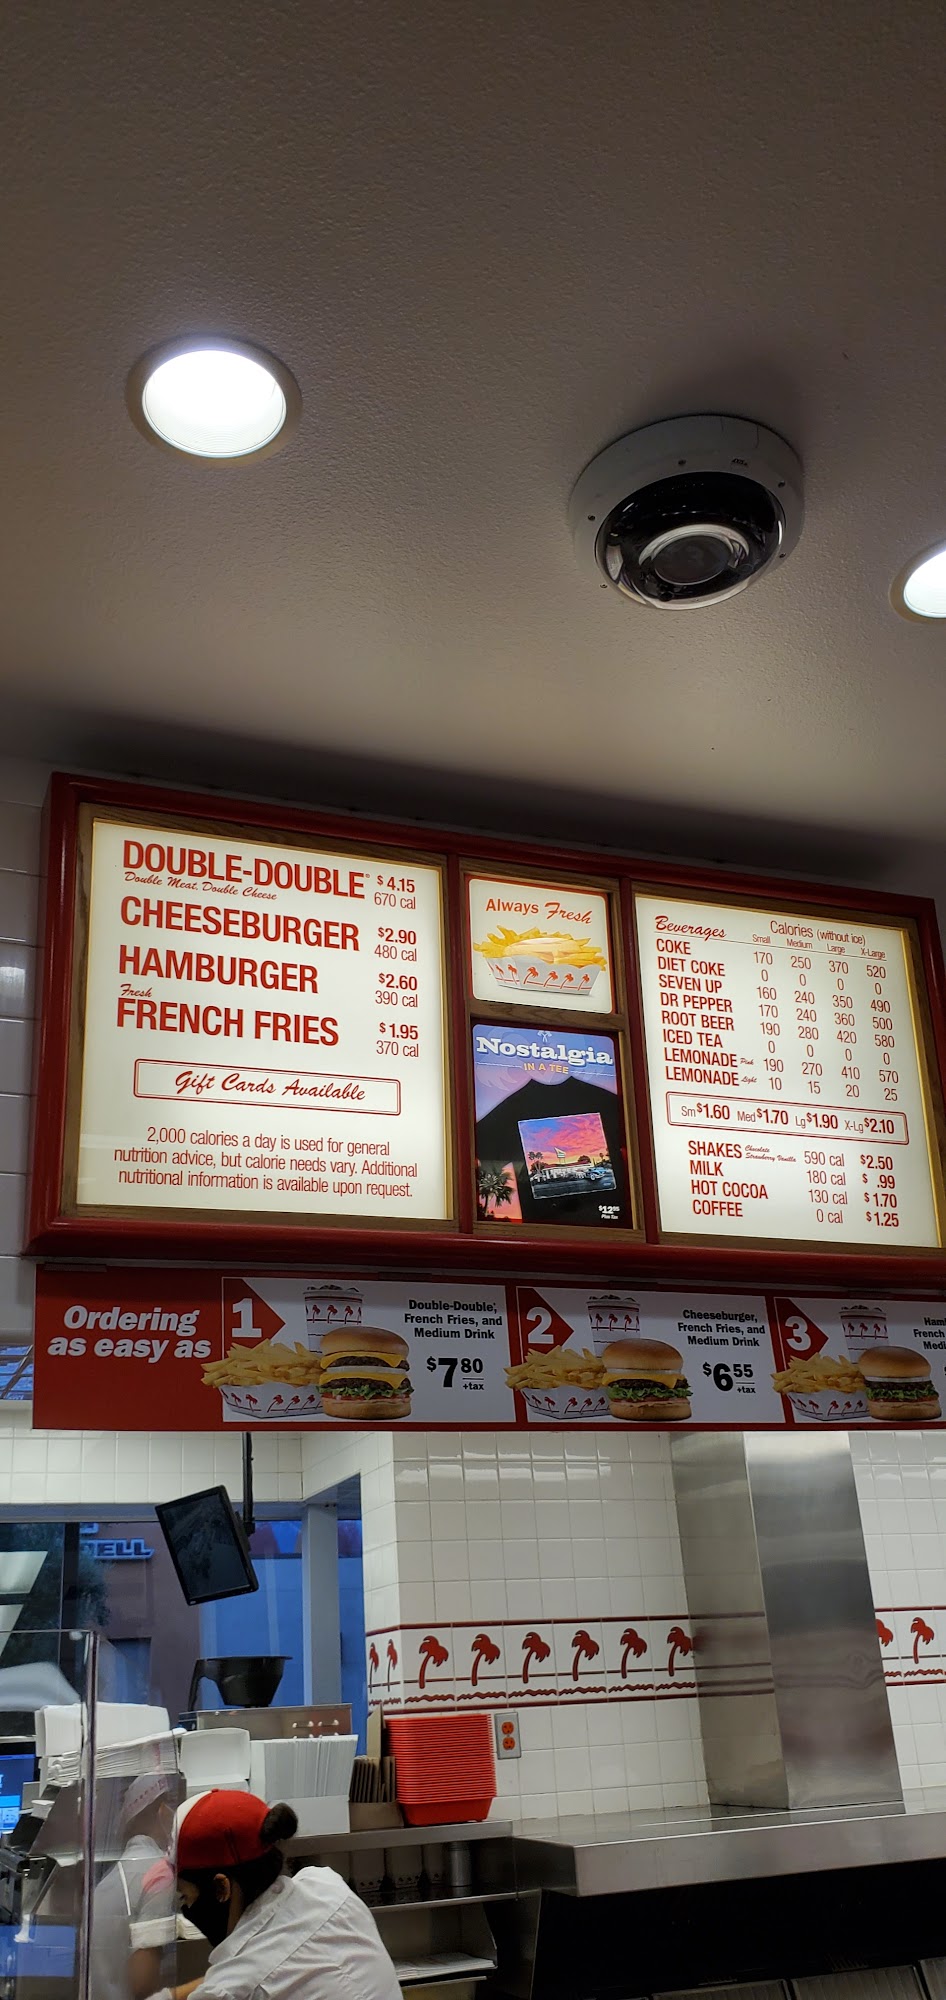 DOUBLE-DOUBLE® $4.15
Double Meat. Double Cheese 670 cal
CHEESEBURGER $2.90
480 cal
HAMBURGER $2.60
390 cal
Fresh
FRENCH FRIES $1.95
370 cal
Gift Cards Available
2,000 calories a day is used for general
nutrition advice, but calorie needs vary. Additional
nutritional information is available upon request.
Always Fresh
Nostalgia
IN A TEE
$12.95
Plus Tax
Beverages Calories (without ice)
Small Medium Large X-Large
COKE 170 250 370 520
DIET COKE 0 0 0 0
SEVEN UP 160 240 350 490
DR PEPPER 170 240 360 500
ROOT BEER 190 280 420 580
ICED TEA 0 0 0 0
LEMONADE Pink 190 270 410 570
LEMONADE Light 10 15 20 25
Sm $1.60 Med $1.70 Lg $1.90 X-Lg $2.10
SHAKES Chocolate Strawberry Vanilla 590 cal $2.50
MILK 180 cal $ .99
HOT COCOA 130 cal $1.70
COFFEE 0 cal $1.25
Ordering
as easy as
1
Double-Double®,
French Fries, and
Medium Drink
$7.80
+tax
2
Cheeseburger,
French Fries, and
Medium Drink
$6.55
+tax
3
Ham
French
Med
ELL